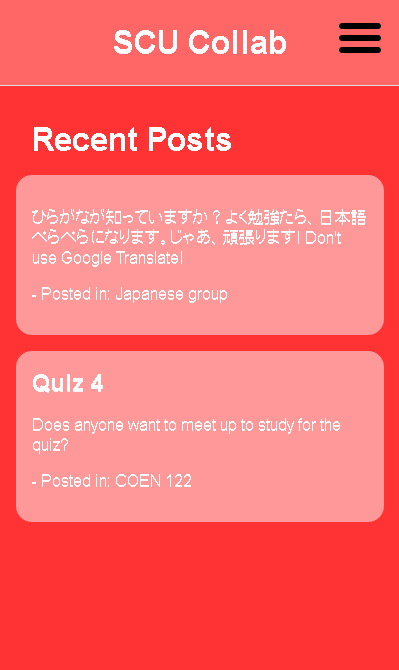 SCU Collab
Recent Posts
ひらがなが知っていますか？よく勉強たら、日本語
ぺらぺらになります。じゃあ、頑張ります! Don't
use Google Translate!
- Posted in: Japanese group
Quiz 4
Does anyone want to meet up to study for the
quiz?
- Posted in: COEN 122